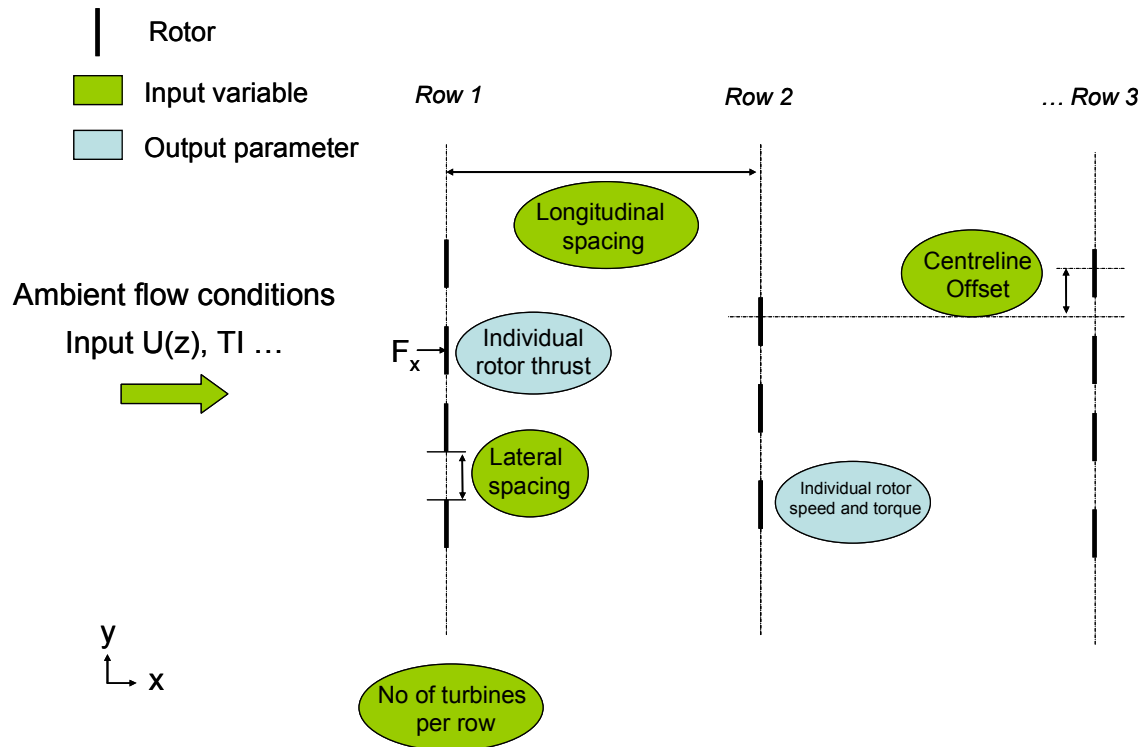 Rotor
Input variable
Output parameter
Row 1
Row 2
... Row 3
Longitudinal
spacing
Centreline
Offset
Ambient flow conditions
Input U(z), TI ...
Fx
Individual
rotor thrust
Lateral
spacing
Individual rotor
speed and torque
y
x
No of turbines
per row